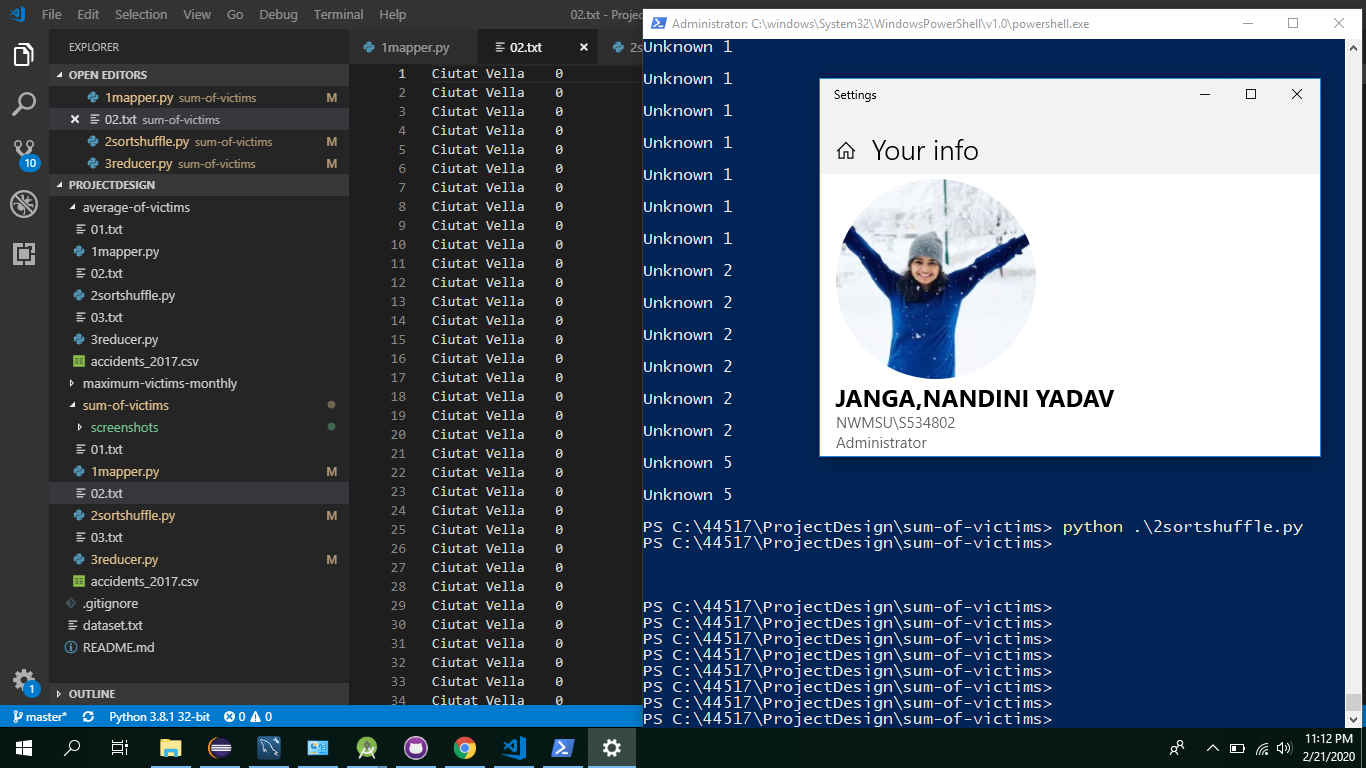 File Edit Selection View Go Debug Terminal Help 02.txt - Proje
Administrator: C:\windows\System32\WindowsPowerShell\v1.0\powershell.exe
EXPLORER
OPEN EDITORS
1mapper.py sum-of-victims M
02.txt sum-of-victims
2sortshuffle.py sum-of-victims M
3reducer.py sum-of-victims M
10
PROJECTDESIGN
average-of-victims
01.txt
1mapper.py
02.txt
2sortshuffle.py
03.txt
3reducer.py
accidents_2017.csv
maximum-victims-monthly
sum-of-victims
screenshots
01.txt
1mapper.py M
02.txt
2sortshuffle.py M
03.txt
3reducer.py M
accidents_2017.csv
.gitignore
dataset.txt
README.md
1
OUTLINE
master* Python 3.8.1 32-bit 0 0
1mapper.py 02.txt 2s
1 Ciutat Vella 0
2 Ciutat Vella 0
3 Ciutat Vella 0
4 Ciutat Vella 0
5 Ciutat Vella 0
6 Ciutat Vella 0
7 Ciutat Vella 0
8 Ciutat Vella 0
9 Ciutat Vella 0
10 Ciutat Vella 0
11 Ciutat Vella 0
12 Ciutat Vella 0
13 Ciutat Vella 0
14 Ciutat Vella 0
15 Ciutat Vella 0
16 Ciutat Vella 0
17 Ciutat Vella 0
18 Ciutat Vella 0
19 Ciutat Vella 0
20 Ciutat Vella 0
21 Ciutat Vella 0
22 Ciutat Vella 0
23 Ciutat Vella 0
24 Ciutat Vella 0
25 Ciutat Vella 0
26 Ciutat Vella 0
27 Ciutat Vella 0
28 Ciutat Vella 0
29 Ciutat Vella 0
30 Ciutat Vella 0
31 Ciutat Vella 0
32 Ciutat Vella 0
33 Ciutat Vella 0
34 Ciutat Vella 0
Unknown 1
Unknown 1
Unknown 1
Unknown 1
Unknown 1
Unknown 1
Unknown 1
Unknown 2
Unknown 2
Unknown 2
Unknown 2
Unknown 2
Unknown 2
Unknown 5
Unknown 5
PS C:\44517\ProjectDesign\sum-of-victims> python .\2sortshuffle.py
PS C:\44517\ProjectDesign\sum-of-victims>
PS C:\44517\ProjectDesign\sum-of-victims>
PS C:\44517\ProjectDesign\sum-of-victims>
PS C:\44517\ProjectDesign\sum-of-victims>
PS C:\44517\ProjectDesign\sum-of-victims>
PS C:\44517\ProjectDesign\sum-of-victims>
PS C:\44517\ProjectDesign\sum-of-victims>
PS C:\44517\ProjectDesign\sum-of-victims>
PS C:\44517\ProjectDesign\sum-of-victims>
Settings
Your info
JANGA,NANDINI YADAV
NWMSU\S534802
Administrator
11:12 PM
2/21/2020